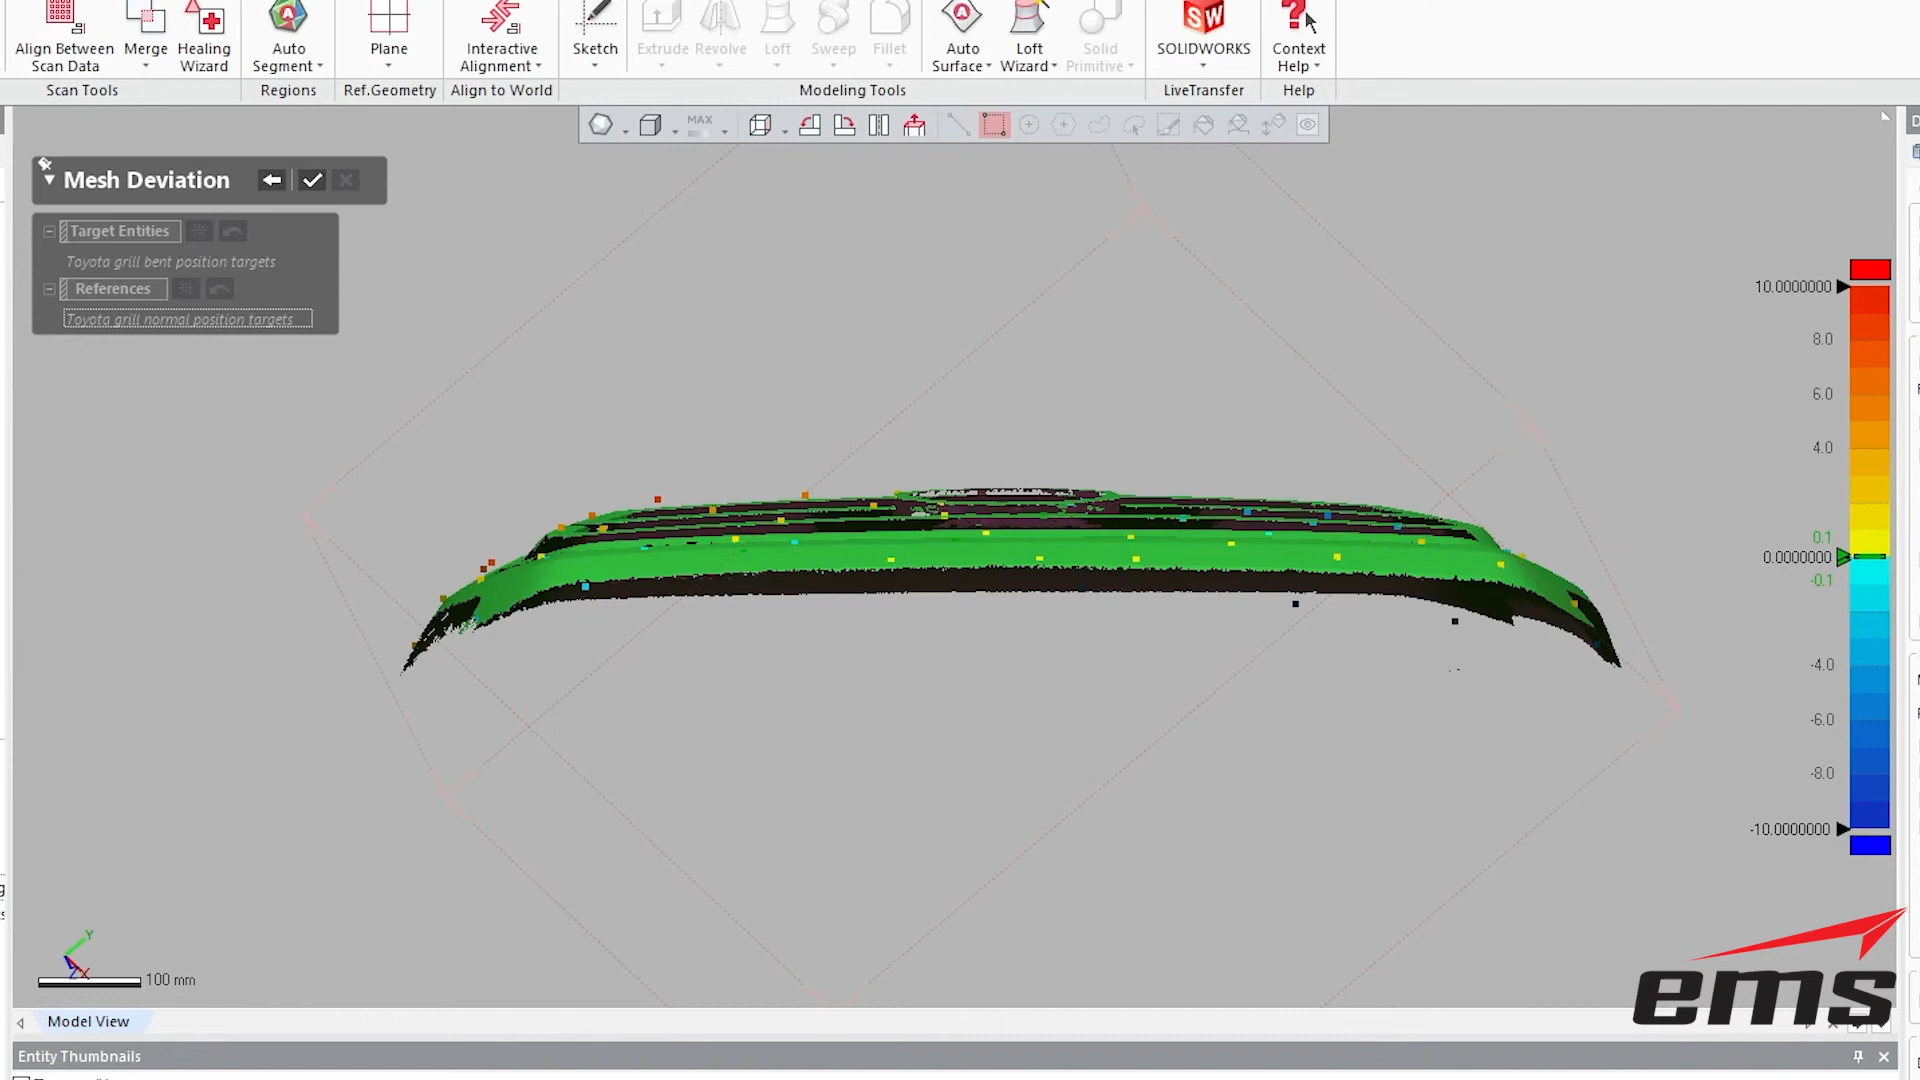 Align Between
Scan Data
Merge
Healing
Wizard
Auto
Segment
Plane
Interactive
Alignment
Sketch
Extrude
Revolve
Loft
Sweep
Fillet
Auto
Surface
Loft
Wizard
Solid
Primitive
SOLIDWORKS
Context
Help
Scan Tools
Regions
Ref.Geometry
Align to World
Modeling Tools
LiveTransfer
Help
MAX
Mesh Deviation
Target Entities
Toyota grill bent position targets
References
Toyota grill normal position targets
10.0000000
8.0
6.0
4.0
0.1
0.0000000
-0.1
-4.0
-6.0
-8.0
-10.0000000
Y
Z
X
100 mm
ems
Model View
Entity Thumbnails